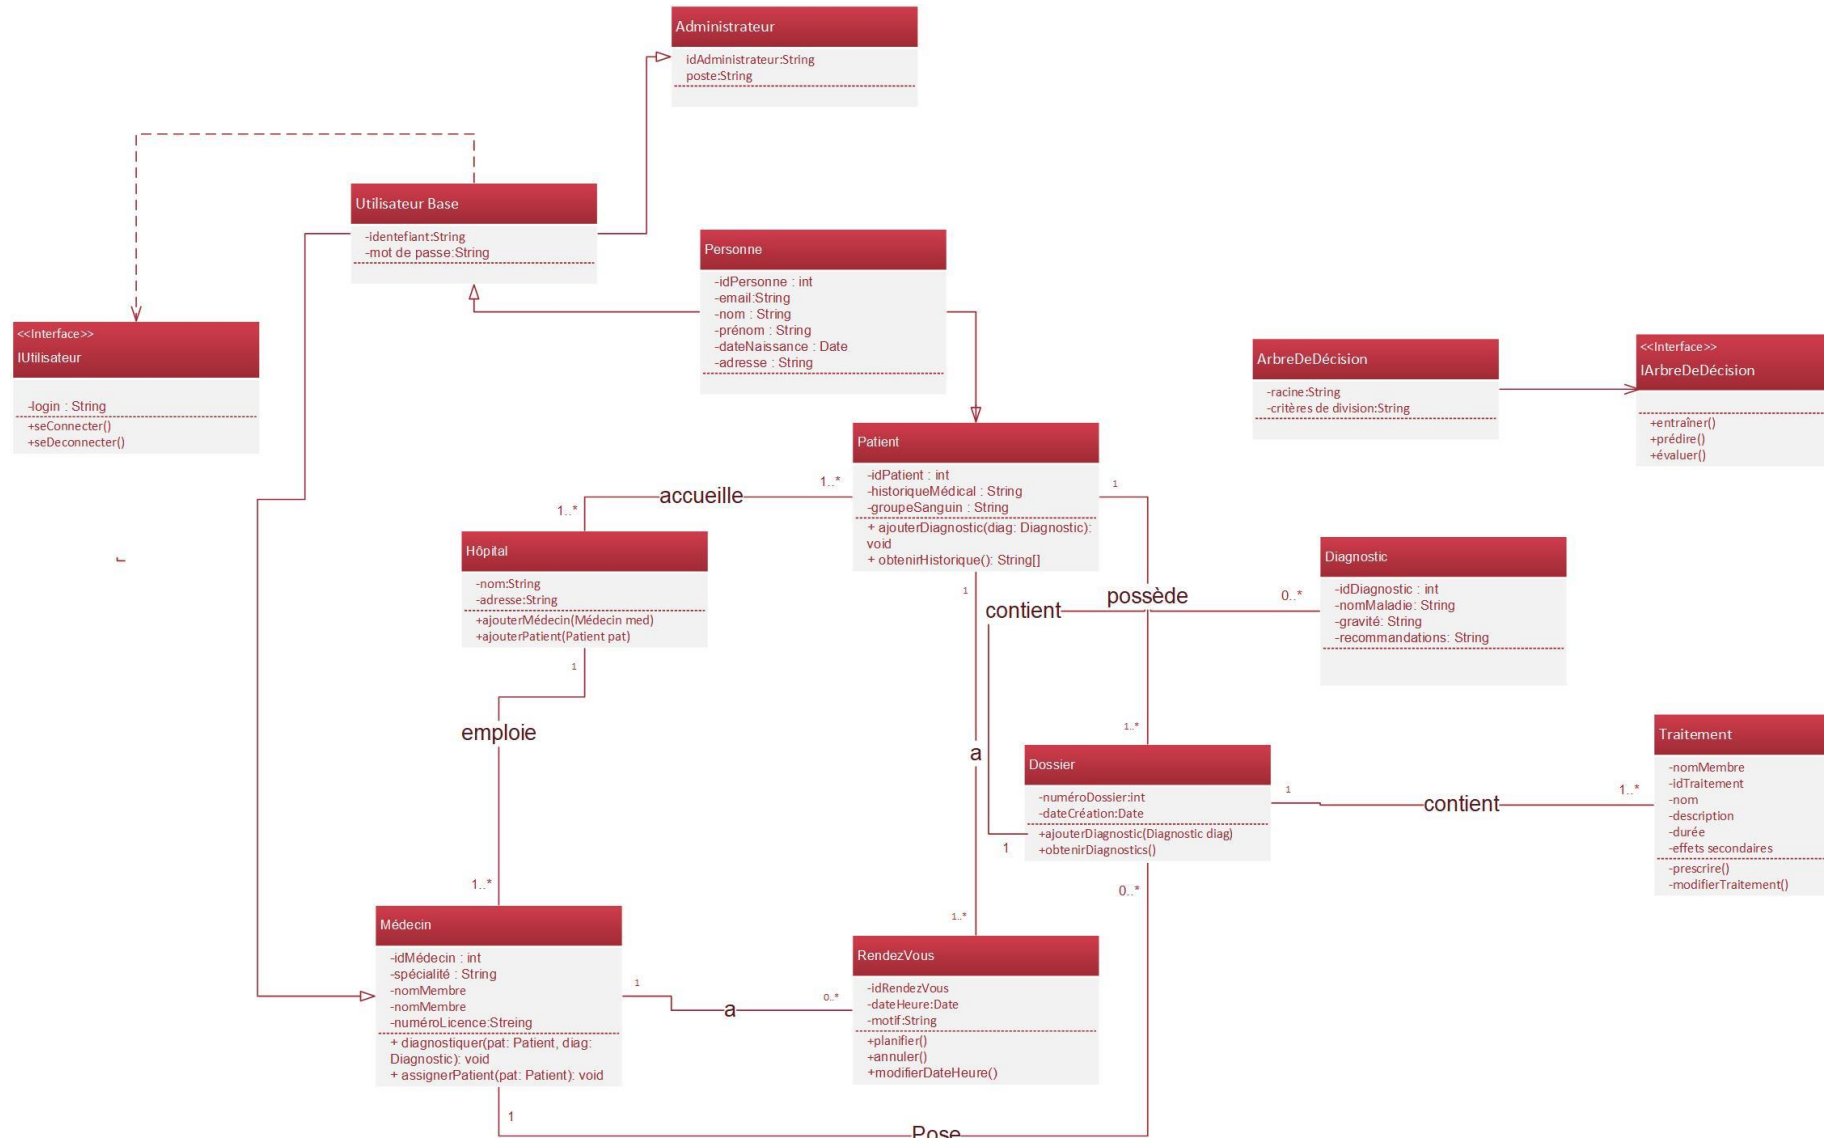 Administrateur
idAdministrateur:String
poste:String
Utilisateur Base
-identefiant:String
-mot de passe:String
Personne
-idPersonne : int
-email:String
-nom : String
-prénom : String
-dateNaissance : Date
-adresse : String
<<Interface>>
IUtilisateur
-login : String
+seConnecter()
+seDeconnecter()
ArbreDeDécision
-racine:String
-critères de division:String
<<Interface>>
IArbreDeDécision
+entraîner()
+prédire()
+évaluer()
Patient
-idPatient : int
-historiqueMédical : String
-groupeSanguin : String
+ ajouterDiagnostic(diag: Diagnostic):
void
+ obtenirHistorique(): String[]
1..*
accueille
1..*
1
Hôpital
-nom:String
-adresse:String
+ajouterMédecin(Médecin med)
+ajouterPatient(Patient pat)
1
1
contient
possède
0..*
Diagnostic
-idDiagnostic : int
-nomMaladie: String
-gravité: String
-recommandations: String
emploie
a
1..*
Dossier
-numéroDossier:int
-dateCréation:Date
+ajouterDiagnostic(Diagnostic diag)
+obtenirDiagnostics()
1
1
contient
1..*
Traitement
-nomMembre
-idTraitement
-nom
-description
-durée
-effets secondaires
-prescrire()
-modifierTraitement()
1..*
0..*
1..*
Médecin
-idMédecin : int
-spécialité : String
-nomMembre
-nomMembre
-numéroLicence:Streing
+ diagnostiquer(pat: Patient, diag:
Diagnostic): void
+ assignerPatient(pat: Patient): void
1
a
0..*
RendezVous
-idRendezVous
-dateHeure:Date
-motif:String
+planifier()
+annuler()
+modifierDateHeure()
1
Pose